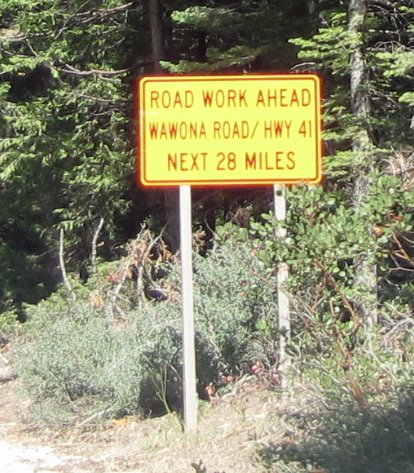 ROAD WORK AHEAD
WAWONA ROAD/ HWY 41
NEXT 28 MILES